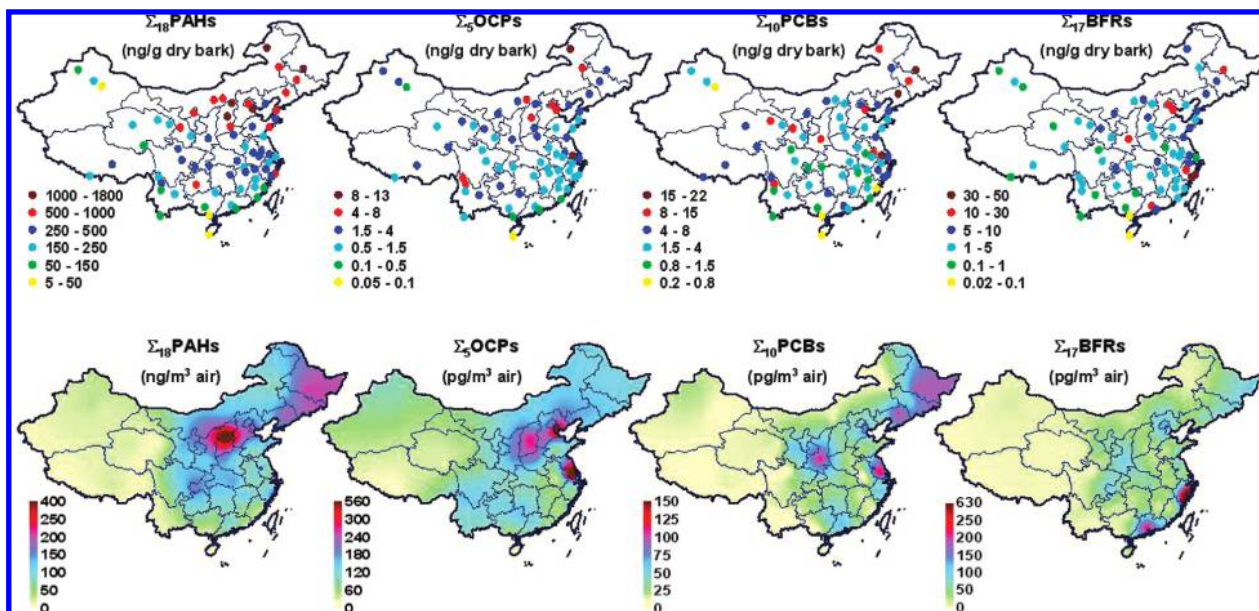 Σ₁₈PAHs
(ng/g dry bark)
1000 - 1800
500 - 1000
250 - 500
150 - 250
50 - 150
5 - 50
Σ₅OCPs
(ng/g dry bark)
8 - 13
4 - 8
1.5 - 4
0.5 - 1.5
0.1 - 0.5
0.05 - 0.1
Σ₁₀PCBs
(ng/g dry bark)
15 - 22
8 - 15
4 - 8
1.5 - 4
0.8 - 1.5
0.2 - 0.8
Σ₁₇BFRs
(ng/g dry bark)
30 - 50
10 - 30
5 - 10
1 - 5
0.1 - 1
0.02 - 0.1
Σ₁₈PAHs
(ng/m³ air)
400
250
200
150
100
50
0
Σ₅OCPs
(pg/m³ air)
560
300
240
180
120
60
0
Σ₁₀PCBs
(pg/m³ air)
150
125
100
75
50
25
0
Σ₁₇BFRs
(pg/m³ air)
630
250
200
150
100
50
0